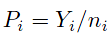 P_i = Y_i/n_i